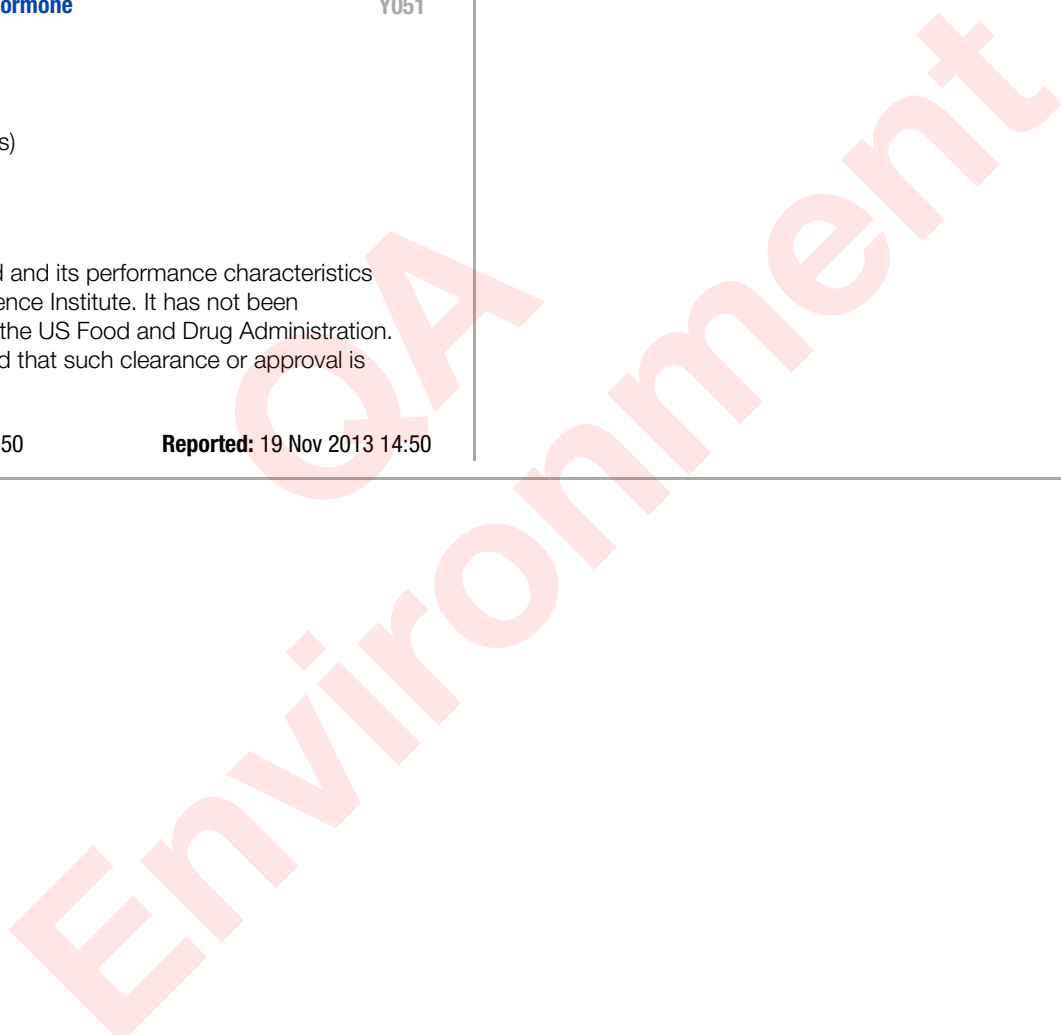 ormone Y051
s)
d and its performance characteristics
ence Institute. It has not been
the US Food and Drug Administration.
d that such clearance or approval is
50 Reported: 19 Nov 2013 14:50
QA
Environment